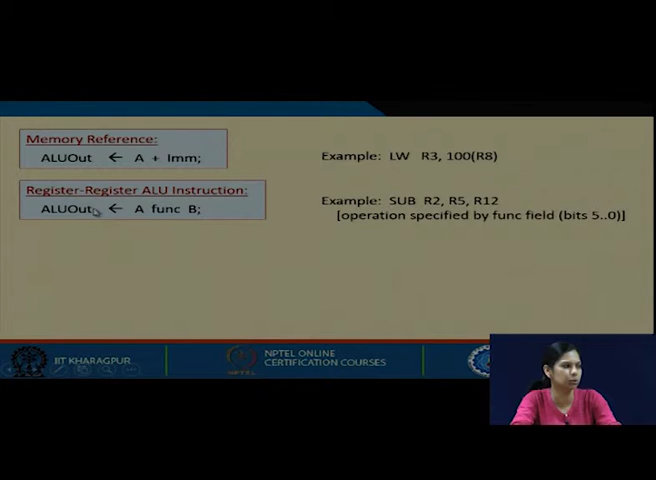 Memory Reference:
ALUOut ← A + Imm;
Example: LW R3, 100(R8)
Register-Register ALU Instruction:
ALUOut ← A func B;
Example: SUB R2, R5, R12
[operation specified by func field (bits 5..0)]
IIT KHARAGPUR
NPTEL ONLINE
CERTIFICATION COURSES
NPTEL